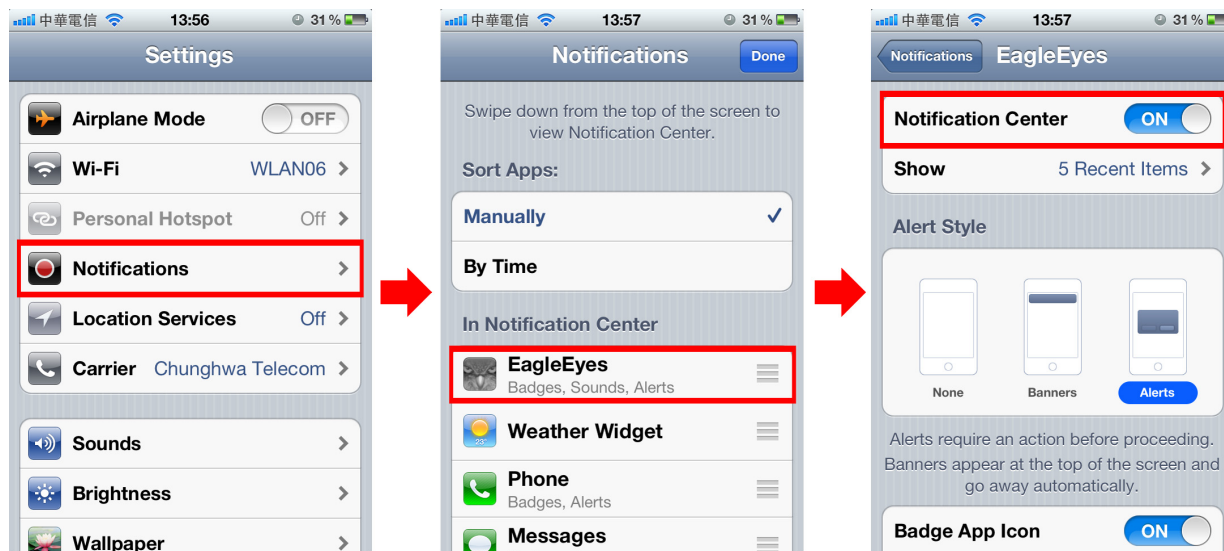 中華電信 13:56 31 %
Settings
Airplane Mode OFF
Wi-Fi WLAN06
Personal Hotspot Off
Notifications
Location Services Off
Carrier Chunghwa Telecom
Sounds
Brightness
Wallpaper
中華電信 13:57 31 %
Notifications Done
Swipe down from the top of the screen to
view Notification Center.
Sort Apps:
Manually
By Time
In Notification Center
EagleEyes
Badges, Sounds, Alerts
23°
Weather Widget
Phone
Badges, Alerts
Messages
中華電信 13:57 31 %
Notifications EagleEyes
Notification Center ON
Show 5 Recent Items
Alert Style
None Banners Alerts
Alerts require an action before proceeding.
Banners appear at the top of the screen and
go away automatically.
Badge App Icon ON